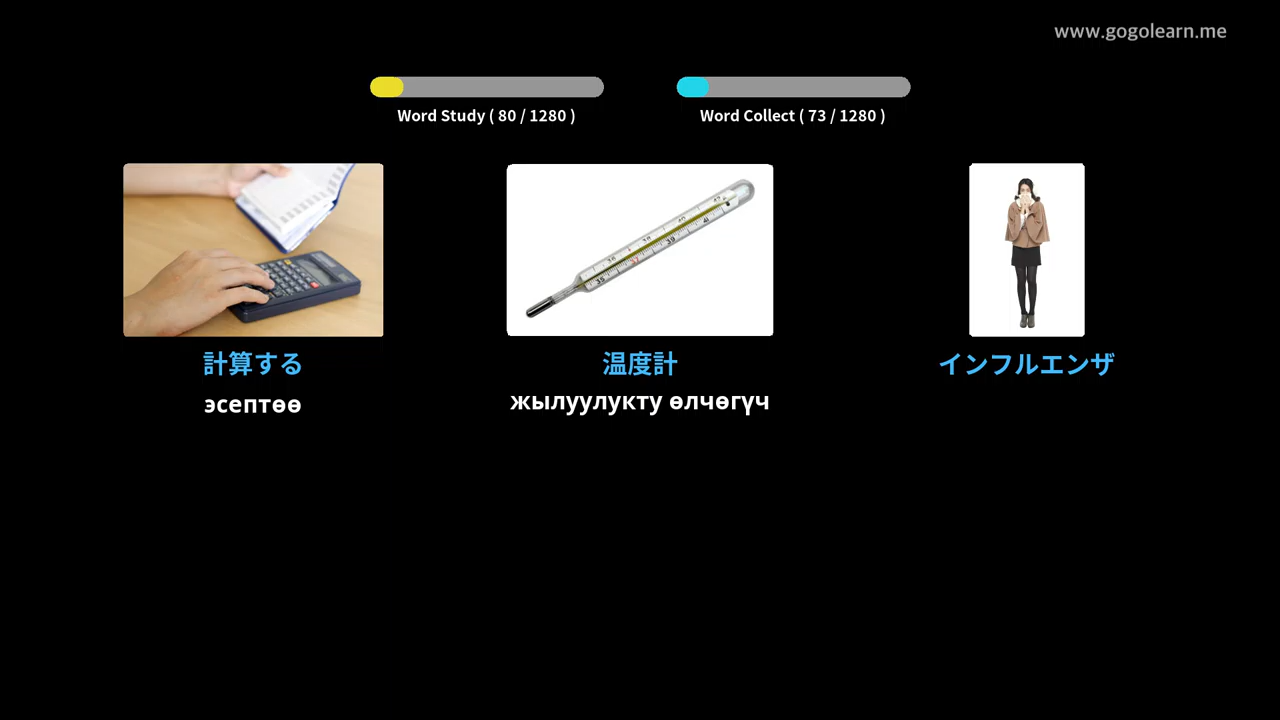 www.gogolearn.me
Word Study ( 80 / 1280 )
Word Collect ( 73 / 1280 )
計算する
эсептөө
温度計
жылуулукту өлчөгүч
インフルエンザ